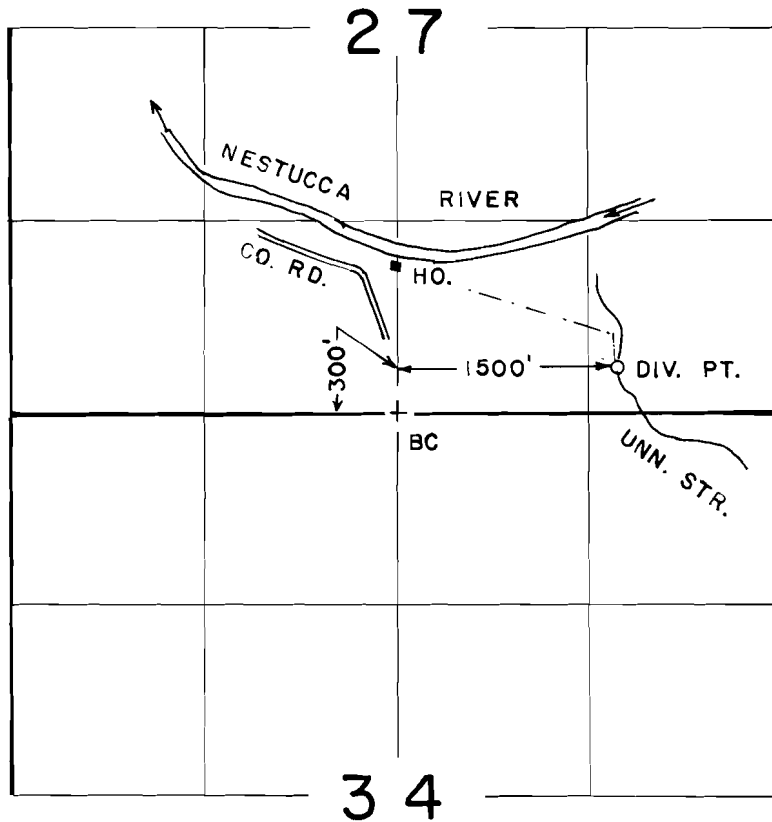 27
NESTUCCA RIVER
CO. RD.
HO.
300'
1500'
DIV. PT.
BC
UNN. STR.
34